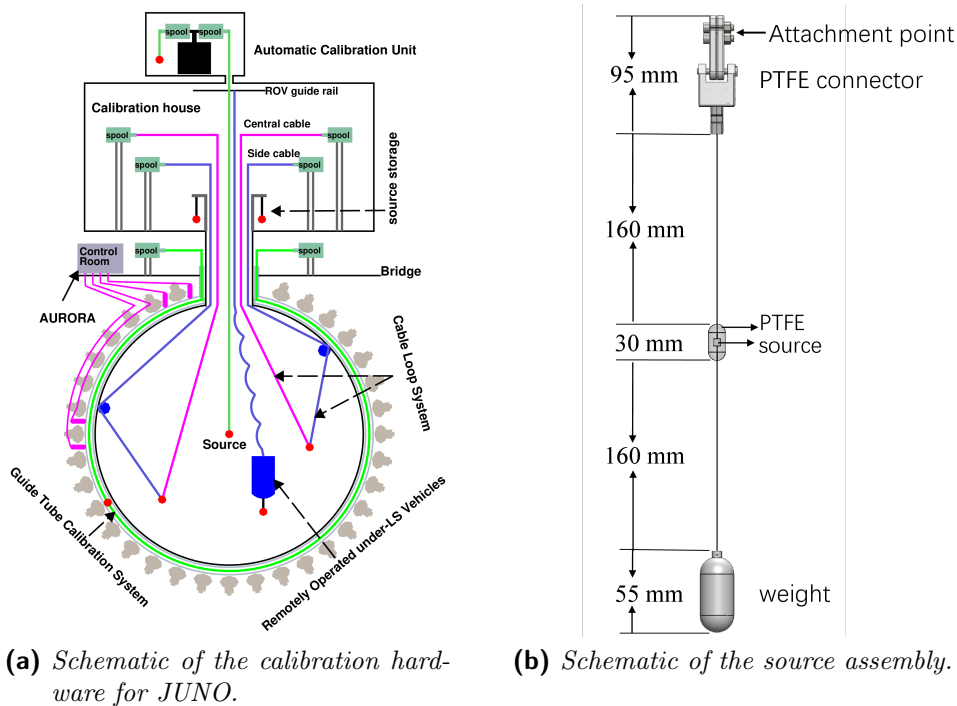 spool
spool
Automatic Calibration Unit
ROV guide rail
Calibration house
Central cable
spool
spool
Side cable
spool
spool
source storage
Control
Room
spool
spool
Bridge
AURORA
Cable Loop System
Source
Guide Tube Calibration System
Remotely Operated under-LS Vehicles
(a) Schematic of the calibration hard-
ware for JUNO.
Attachment point
95 mm
PTFE connector
160 mm
PTFE
30 mm
source
160 mm
55 mm
weight
(b) Schematic of the source assembly.